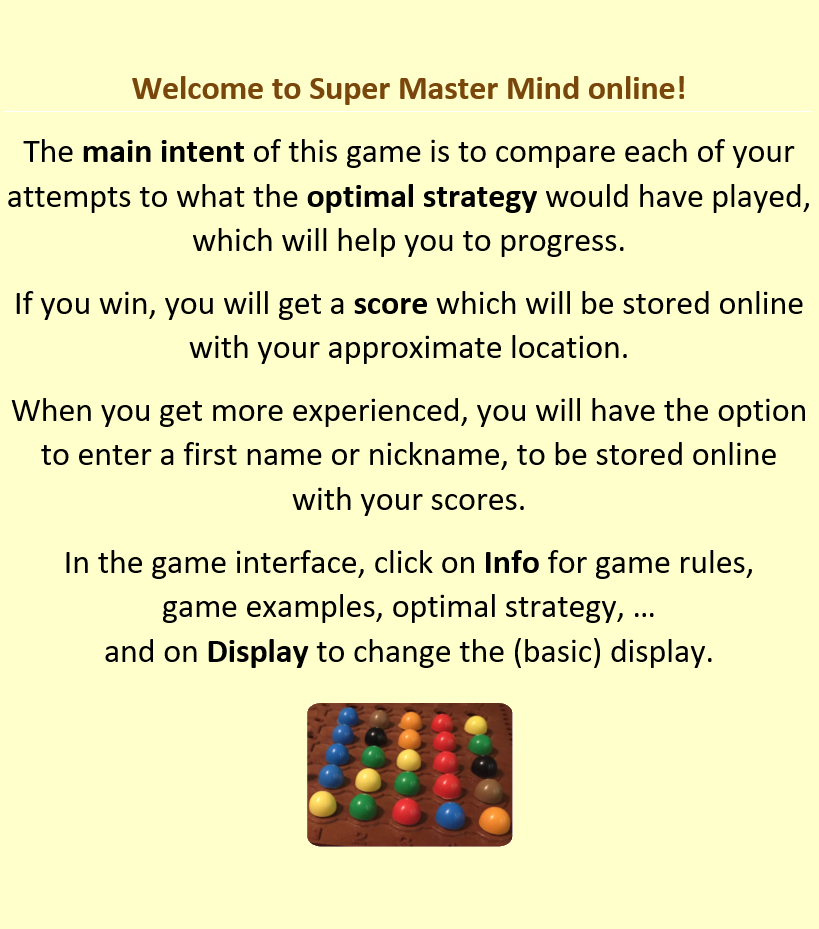 Welcome to Super Master Mind online!
The main intent of this game is to compare each of your
attempts to what the optimal strategy would have played,
which will help you to progress.
If you win, you will get a score which will be stored online
with your approximate location.
When you get more experienced, you will have the option
to enter a first name or nickname, to be stored online
with your scores.
In the game interface, click on Info for game rules,
game examples, optimal strategy, …
and on Display to change the (basic) display.